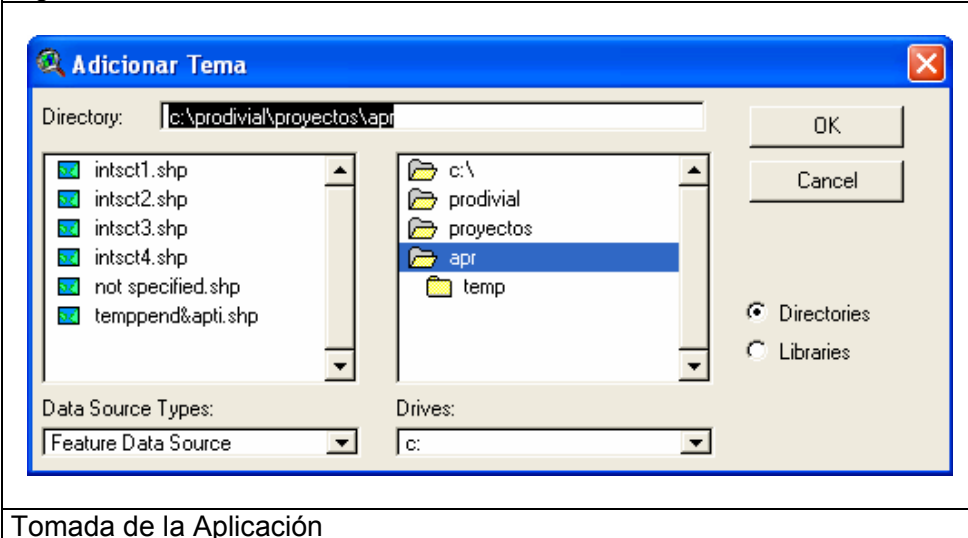 Adicionar Tema
Directory: c:\prodivial\proyectos\apr
OK
Cancel
intsct1.shp
intsct2.shp
intsct3.shp
intsct4.shp
not specified.shp
temppend&apti.shp
c:\
prodivial
proyectos
apr
temp
Directories
Libraries
Data Source Types:
Feature Data Source
Drives:
c:
Tomada de la Aplicación